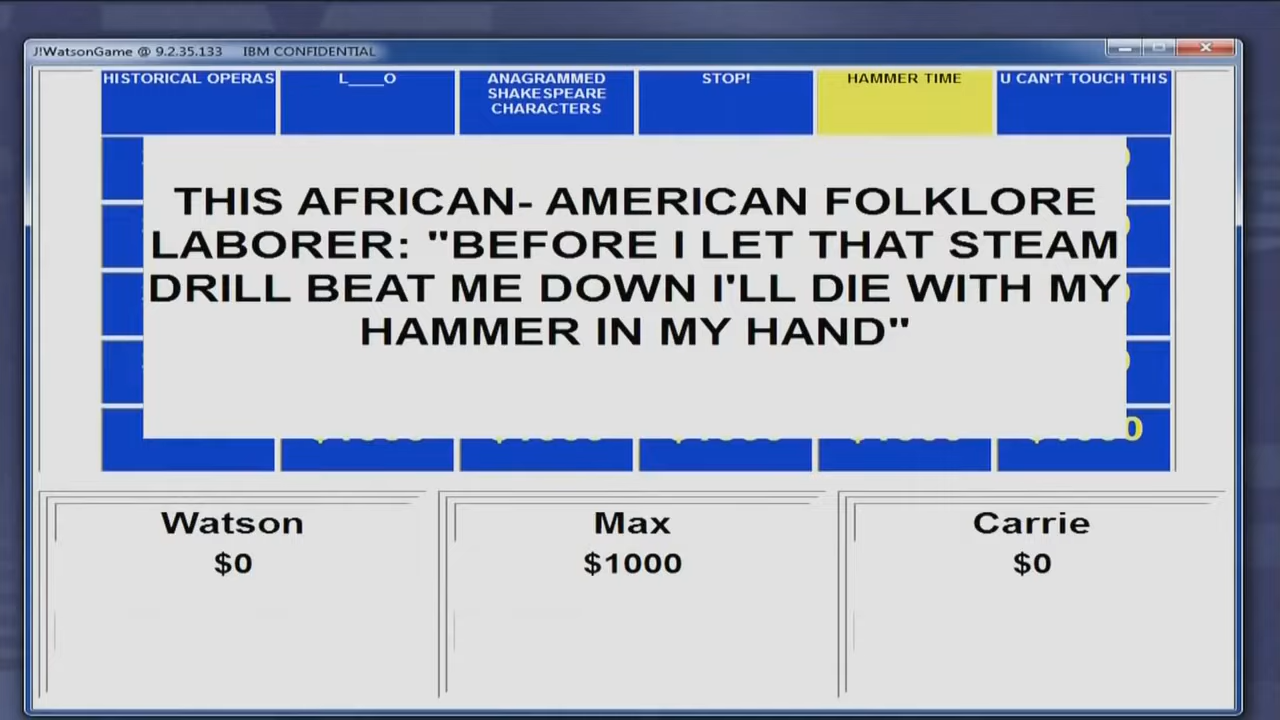 J!WatsonGame @ 9.2.35.133 IBM CONFIDENTIAL
HISTORICAL OPERAS
L____O
ANAGRAMMED
SHAKESPEARE
CHARACTERS
STOP!
HAMMER TIME
U CAN'T TOUCH THIS
THIS AFRICAN- AMERICAN FOLKLORE
LABORER: "BEFORE I LET THAT STEAM
DRILL BEAT ME DOWN I'LL DIE WITH MY
HAMMER IN MY HAND"
Watson
$0
Max
$1000
Carrie
$0